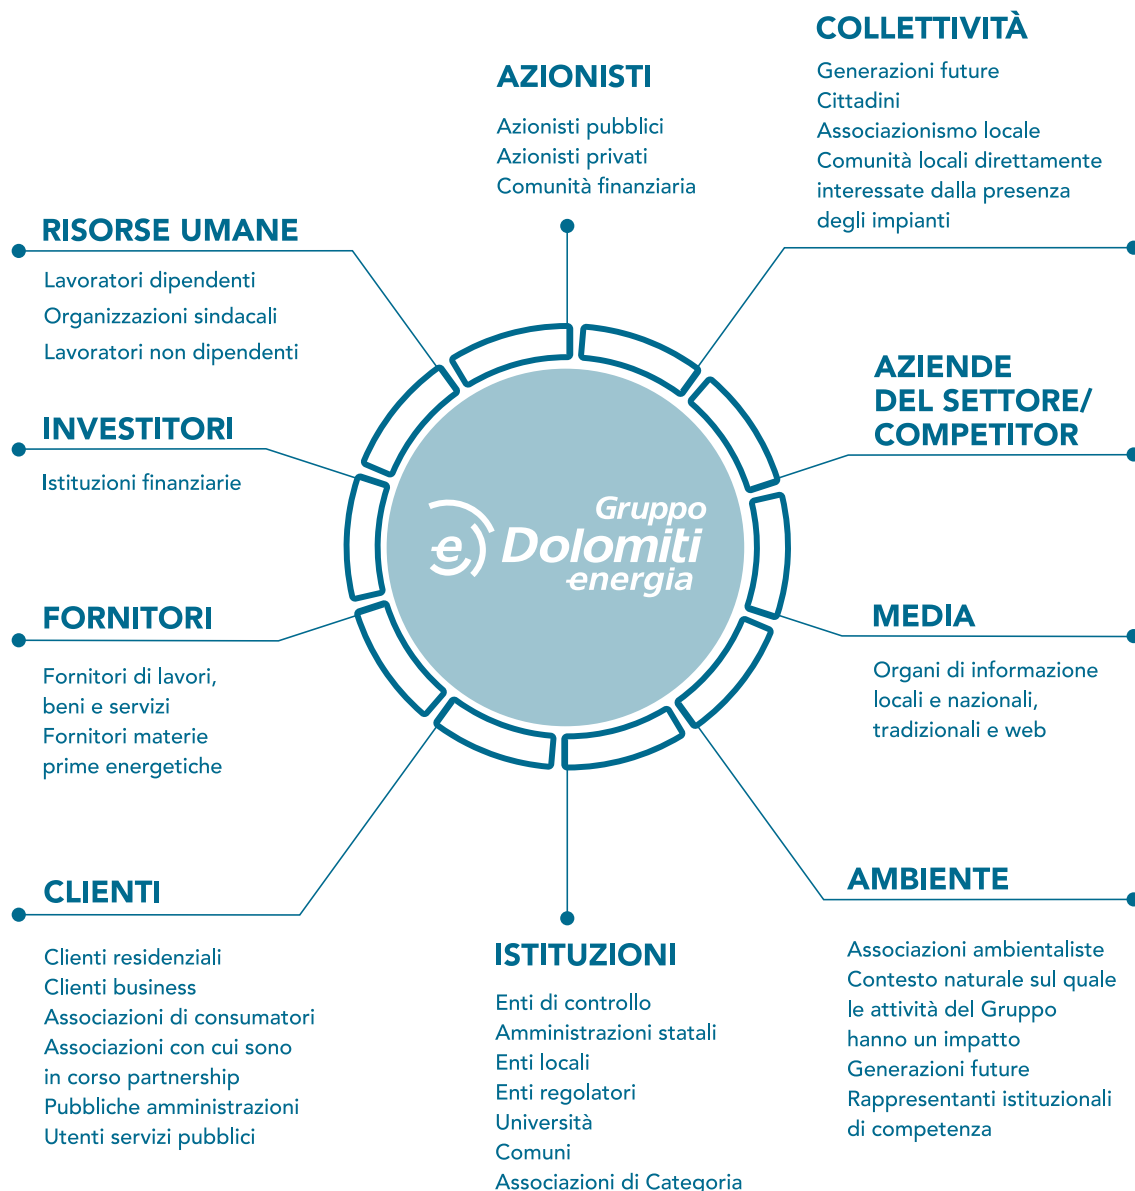 COLLETTIVITÀ
Generazioni future
Cittadini
Associazionismo locale
Comunità locali direttamente
interessate dalla presenza
degli impianti
AZIONISTI
Azionisti pubblici
Azionisti privati
Comunità finanziaria
RISORSE UMANE
Lavoratori dipendenti
Organizzazioni sindacali
Lavoratori non dipendenti
AZIENDE
DEL SETTORE/
COMPETITOR
INVESTITORI
Istituzioni finanziarie
e
Gruppo
Dolomiti
energia
FORNITORI
Fornitori di lavori,
beni e servizi
Fornitori materie
prime energetiche
MEDIA
Organi di informazione
locali e nazionali,
tradizionali e web
CLIENTI
Clienti residenziali
Clienti business
Associazioni di consumatori
Associazioni con cui sono
in corso partnership
Pubbliche amministrazioni
Utenti servizi pubblici
ISTITUZIONI
Enti di controllo
Amministrazioni statali
Enti locali
Enti regolatori
Università
Comuni
Associazioni di Categoria
AMBIENTE
Associazioni ambientaliste
Contesto naturale sul quale
le attività del Gruppo
hanno un impatto
Generazioni future
Rappresentanti istituzionali
di competenza